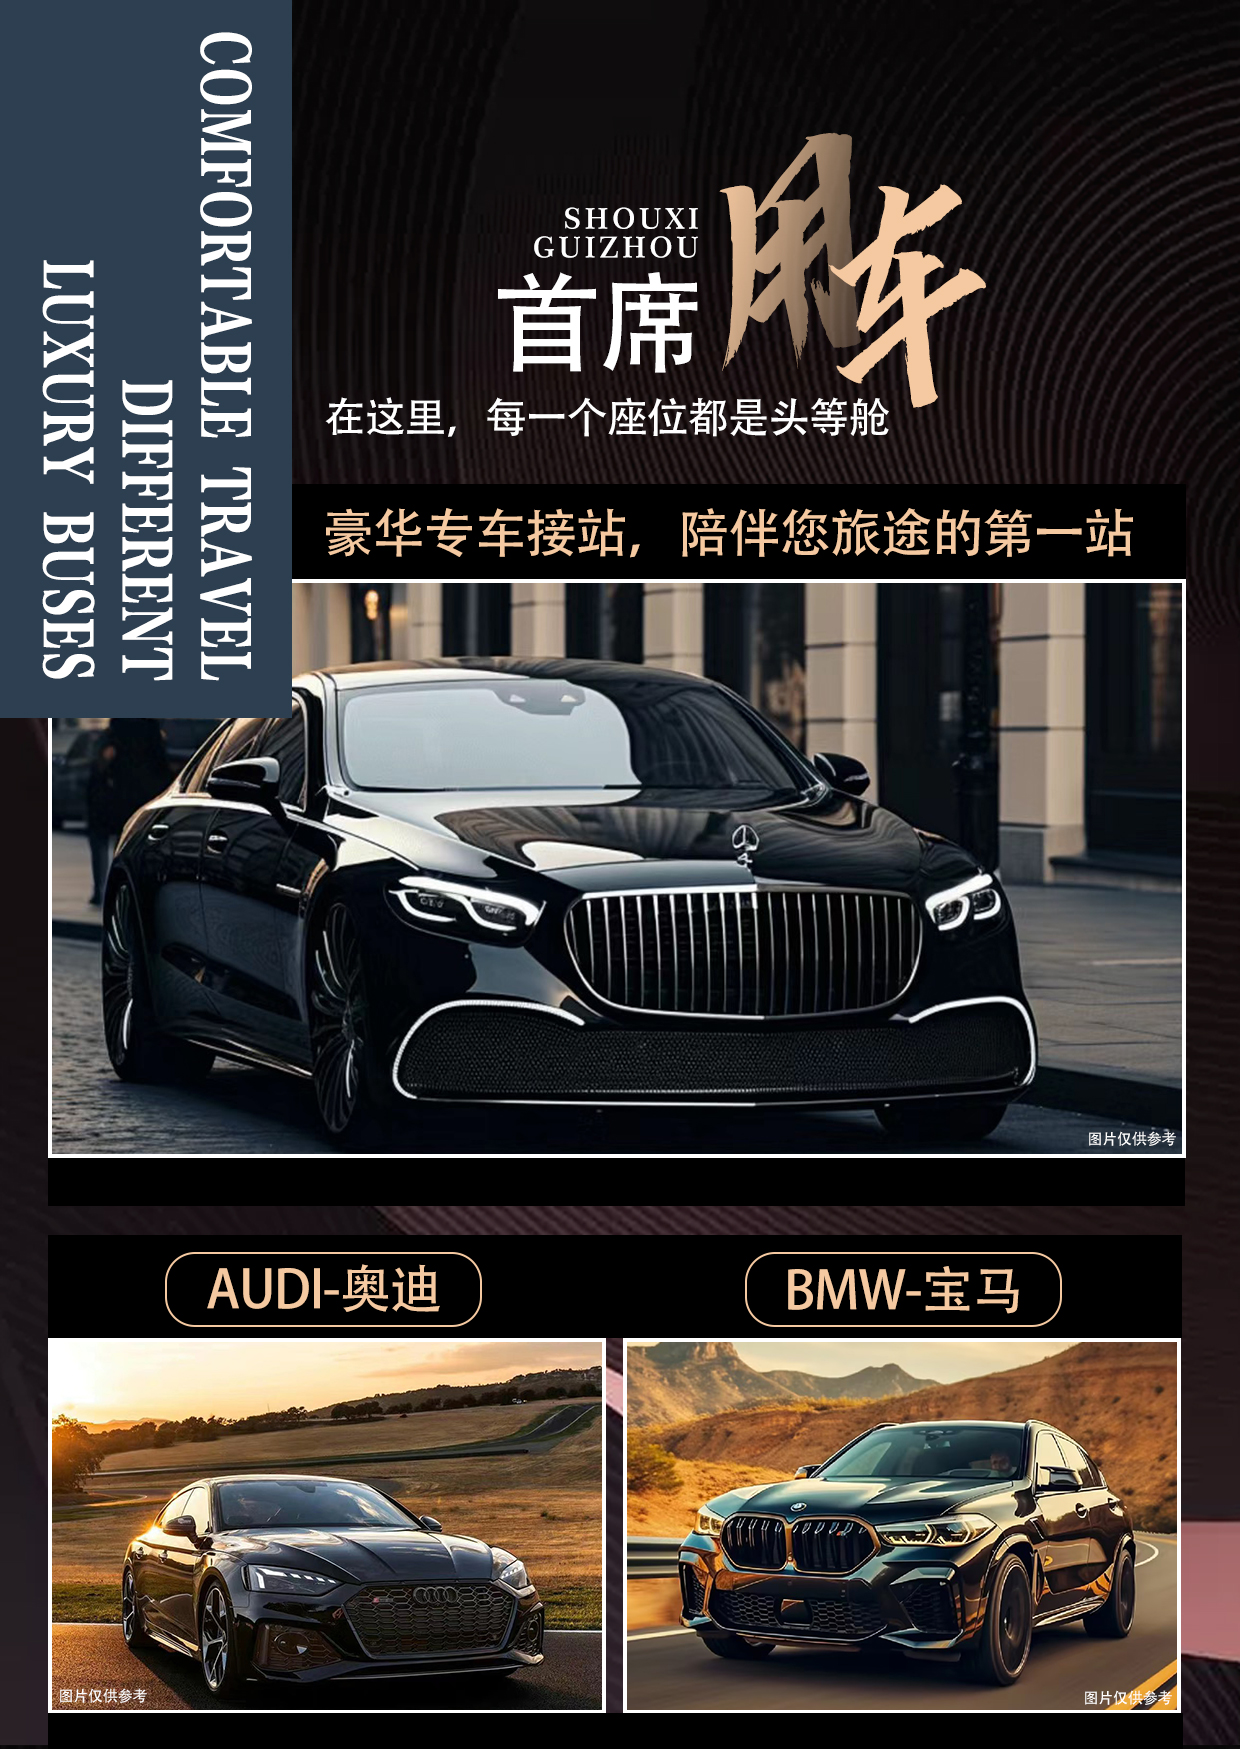 COMFORTABLE TRAVEL
DIFFERENT
LUXURY BUSES
SHOUXI
GUIZHOU
首席
用车
在这里，每一个座位都是头等舱
豪华专车接站，陪伴您旅途的第一站
图片仅供参考
AUDI-奥迪
BMW-宝马
图片仅供参考
图片仅供参考